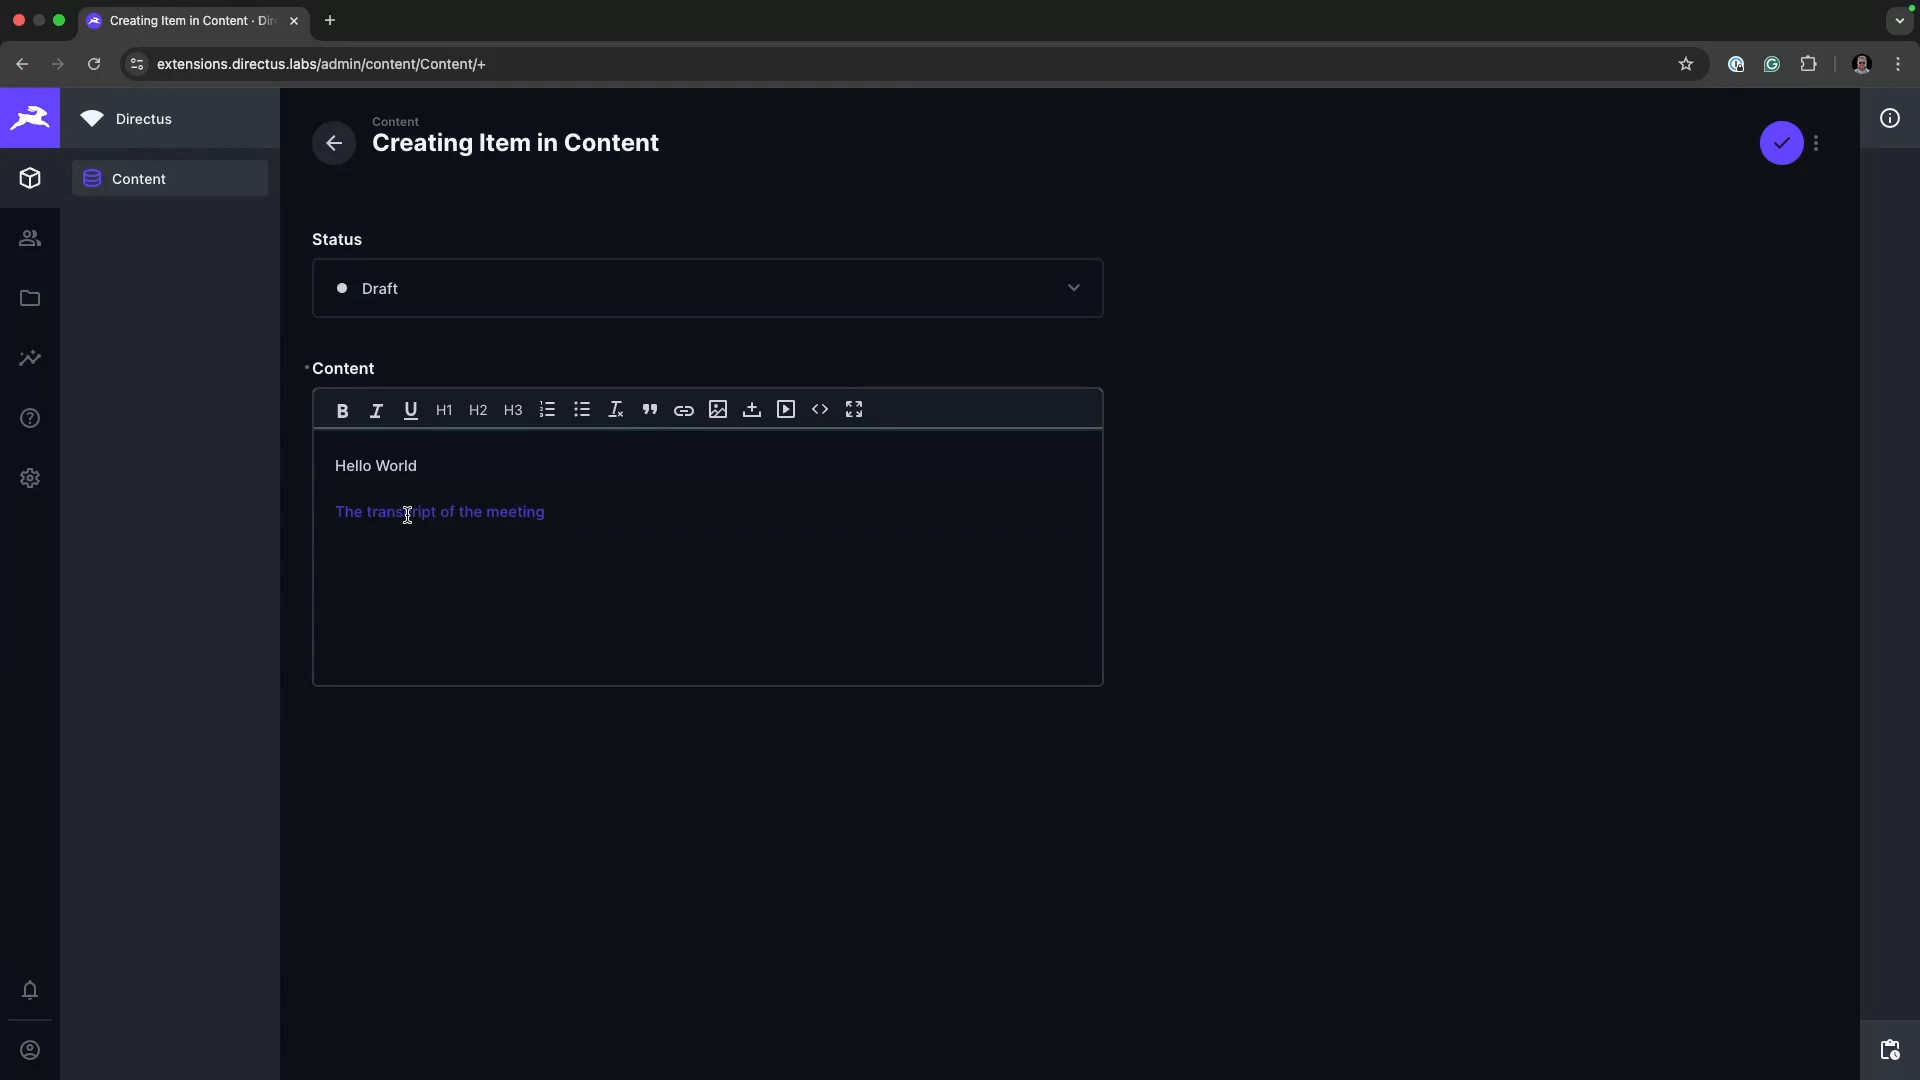 Creating Item in Content · Dir
extensions.directus.labs/admin/content/Content/+
Directus
Content
Content
Creating Item in Content
Status
Draft
Content
B I U H1 H2 H3
Hello World
The transcript of the meeting